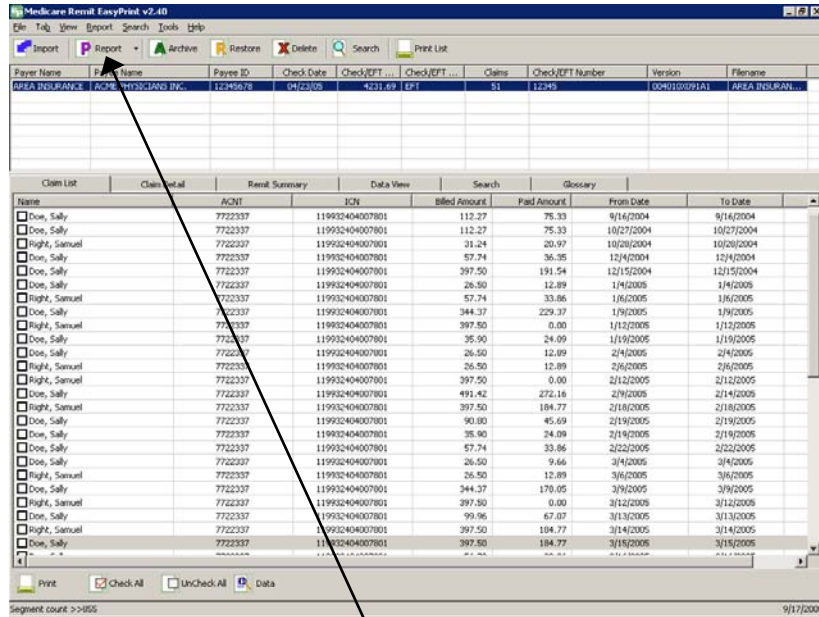 Medicare Remit EasyPrint v2.40
File Tab View Report Search Tools Help
Import Report Archive Restore Delete Search Print List
Payer Name Name Payee ID Check Date Check/EFT ... Check/EFT ... Claims Check/EFT Number Version Filename
AREA INSURANCE ACME PHYSICIANS INC. 12345678 04/23/05 4231.69 EFT 51 12345 004010X091A1 AREA INSURAN...
Claim List Claim Detail Remit Summary Data View Search Glossary
Name ACNT ICN Billed Amount Paid Amount From Date To Date
Doe, Sally 7722337 119932404007801 112.27 75.33 9/16/2004 9/16/2004
Doe, Sally 7722337 119932404007801 112.27 75.33 10/27/2004 10/27/2004
Right, Samuel 7722337 119932404007801 31.24 20.97 10/28/2004 10/28/2004
Doe, Sally 7722337 119932404007801 57.74 36.35 12/4/2004 12/4/2004
Doe, Sally 7722337 119932404007801 397.50 191.54 12/15/2004 12/15/2004
Doe, Sally 7722337 119932404007801 26.50 12.89 1/4/2005 1/4/2005
Right, Samuel 7722337 119932404007801 57.74 33.86 1/6/2005 1/6/2005
Doe, Sally 7722337 119932404007801 344.37 229.37 1/9/2005 1/9/2005
Right, Samuel 7722337 119932404007801 397.50 0.00 1/12/2005 1/12/2005
Doe, Sally 7722337 119932404007801 35.90 24.09 1/19/2005 1/19/2005
Doe, Sally 7722337 119932404007801 26.50 12.89 2/4/2005 2/4/2005
Right, Samuel 7722337 119932404007801 26.50 12.89 2/6/2005 2/6/2005
Right, Samuel 7722337 119932404007801 397.50 0.00 2/12/2005 2/12/2005
Doe, Sally 7722337 119932404007801 491.42 272.16 2/9/2005 2/14/2005
Right, Samuel 7722337 119932404007801 397.50 184.77 2/18/2005 2/18/2005
Doe, Sally 7722337 119932404007801 90.80 45.69 2/19/2005 2/19/2005
Doe, Sally 7722337 119932404007801 35.90 24.09 2/19/2005 2/19/2005
Doe, Sally 7722337 119932404007801 57.74 33.86 2/22/2005 2/22/2005
Doe, Sally 7722337 119932404007801 26.50 9.66 3/4/2005 3/4/2005
Right, Samuel 7722337 119932404007801 26.50 12.89 3/6/2005 3/6/2005
Doe, Sally 7722337 119932404007801 344.37 170.05 3/9/2005 3/9/2005
Right, Samuel 7722337 119932404007801 397.50 0.00 3/12/2005 3/12/2005
Doe, Sally 7722337 119932404007801 99.96 67.07 3/13/2005 3/13/2005
Right, Samuel 7722337 119932404007801 397.50 184.77 3/14/2005 3/14/2005
Doe, Sally 7722337 119932404007801 397.50 184.77 3/15/2005 3/15/2005
Print Check All UnCheck All Data
Segment count >>855 9/17/200